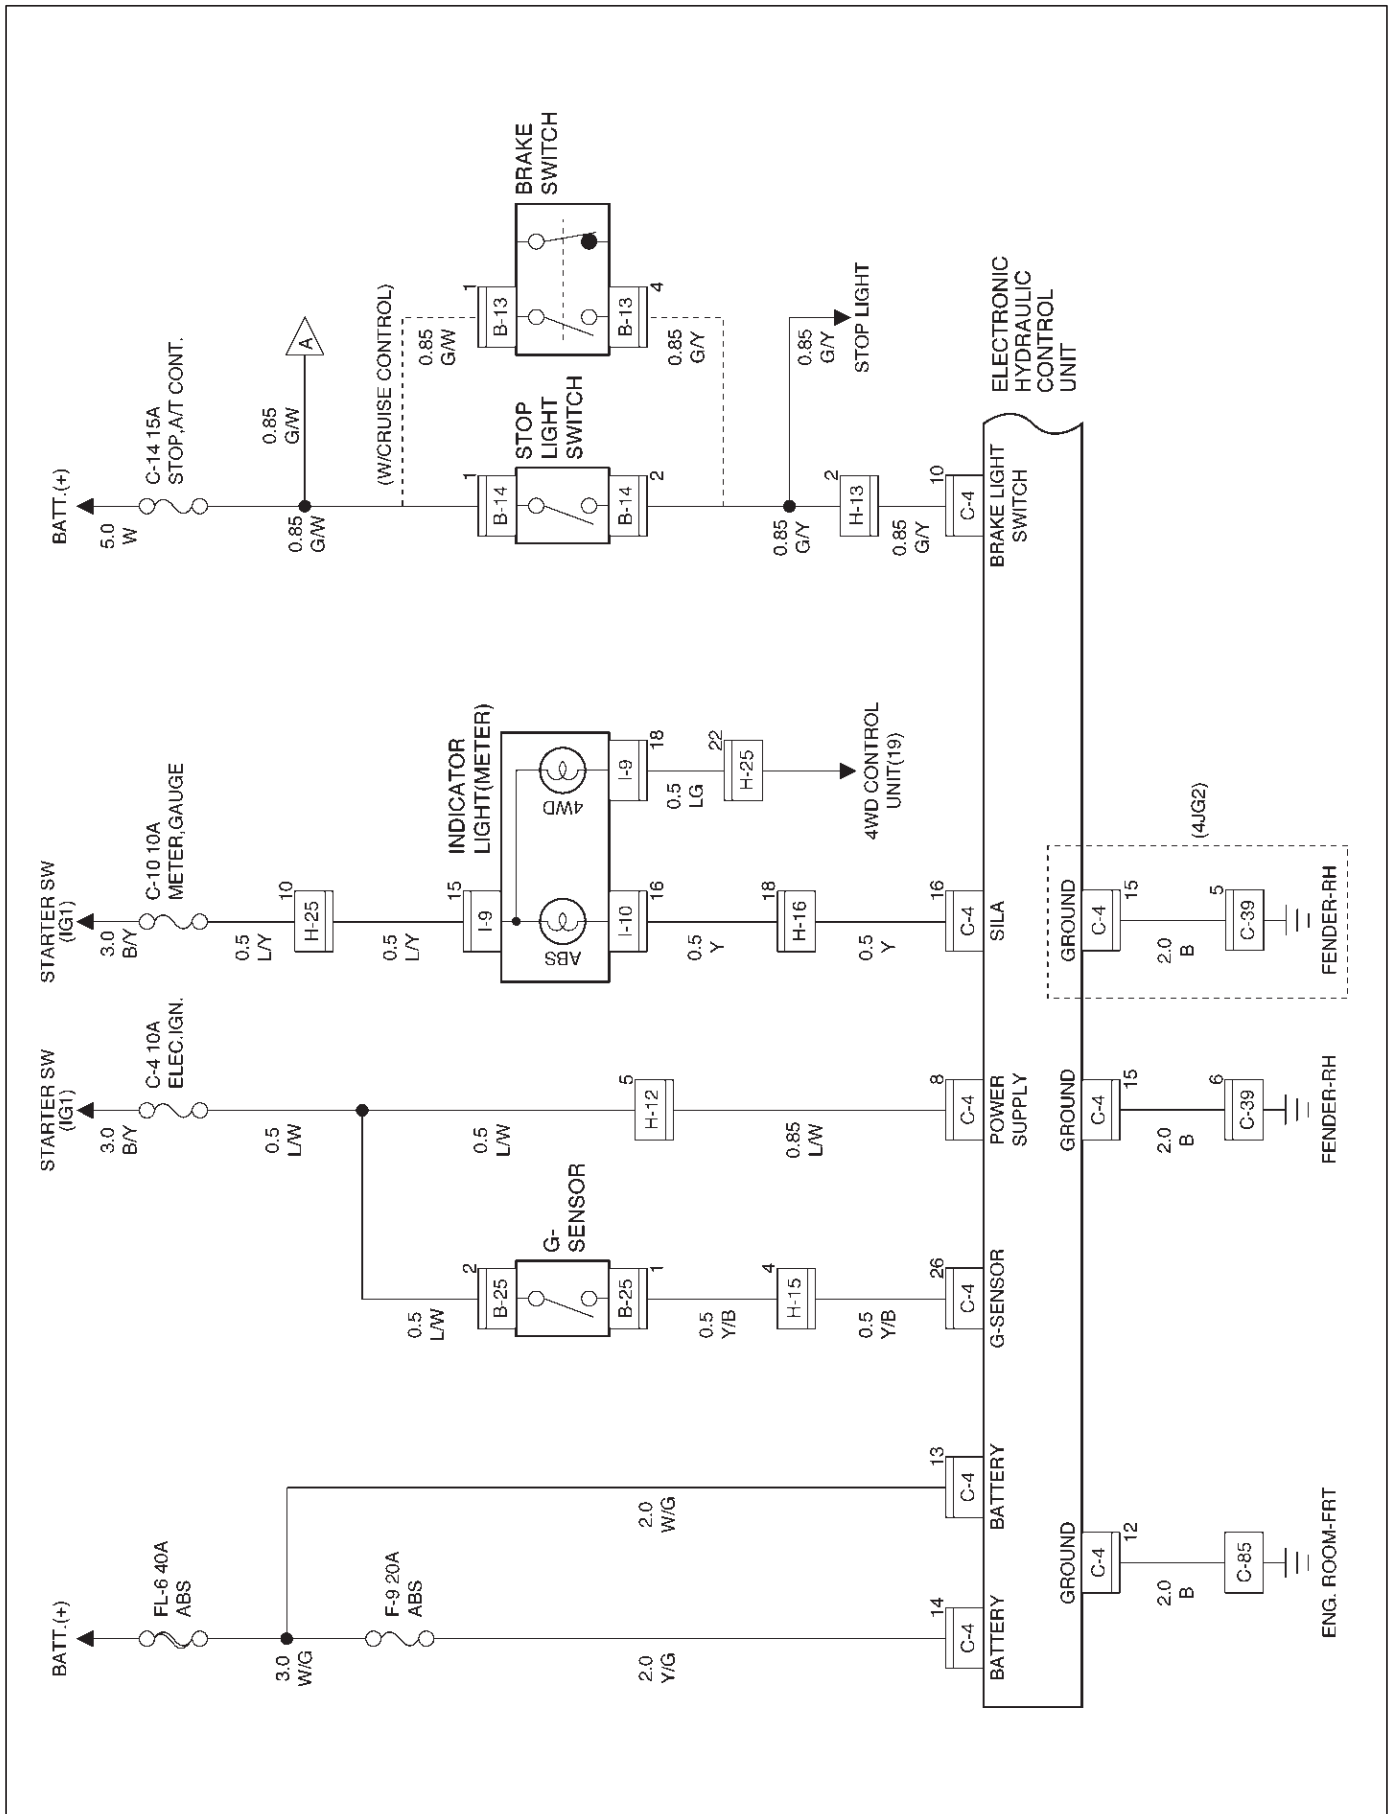 BATT.(+)
FL-6 40A
ABS
3.0
W/G
F-9 20A
ABS
2.0
Y/G
2.0
W/G
14
C-4
BATTERY
13
C-4
BATTERY
GROUND
C-4
12
2.0
B
C-85
ENG. ROOM-FRT
STARTER SW
(IG1)
3.0
B/Y
C-4 10A
ELEC.IGN.
0.5
L/W
0.5
L/W
2
B-25
G-
SENSOR
B-25
1
0.5
Y/B
4
H-15
0.5
Y/B
26
C-4
G-SENSOR
0.5
L/W
5
H-12
0.85
L/W
8
C-4
POWER
SUPPLY
GROUND
C-4
15
2.0
B
6
C-39
FENDER-RH
STARTER SW
(IG1)
3.0
B/Y
C-10 10A
METER,GAUGE
0.5
L/Y
10
H-25
0.5
L/Y
15
I-9
INDICATOR
LIGHT(METER)
ABS
4WD
I-10
16
I-9
18
0.5
Y
18
H-16
0.5
Y
16
C-4
SILA
0.5
LG
22
H-25
4WD CONTROL
UNIT(19)
GROUND
C-4
15
2.0
B
5
C-39
FENDER-RH
(4JG2)
BATT.(+)
5.0
W
C-14 15A
STOP,A/T CONT.
0.85
G/W
A
0.85
G/W
(W/CRUISE CONTROL)
1
B-14
STOP
LIGHT
SWITCH
B-14
2
0.85
G/W
1
B-13
BRAKE
SWITCH
B-13
4
0.85
G/Y
0.85
G/Y
STOP LIGHT
0.85
G/Y
2
H-13
0.85
G/Y
10
C-4
BRAKE LIGHT
SWITCH
ELECTRONIC
HYDRAULIC
CONTROL
UNIT